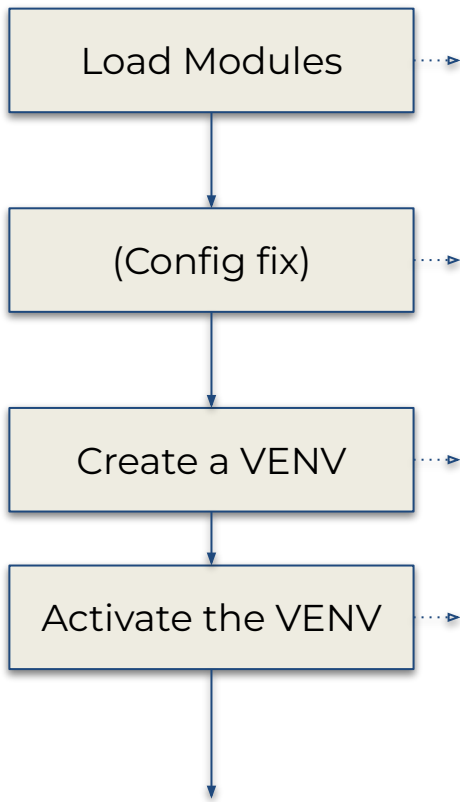 Load Modules
(Config fix)
Create a VENV
Activate the VENV